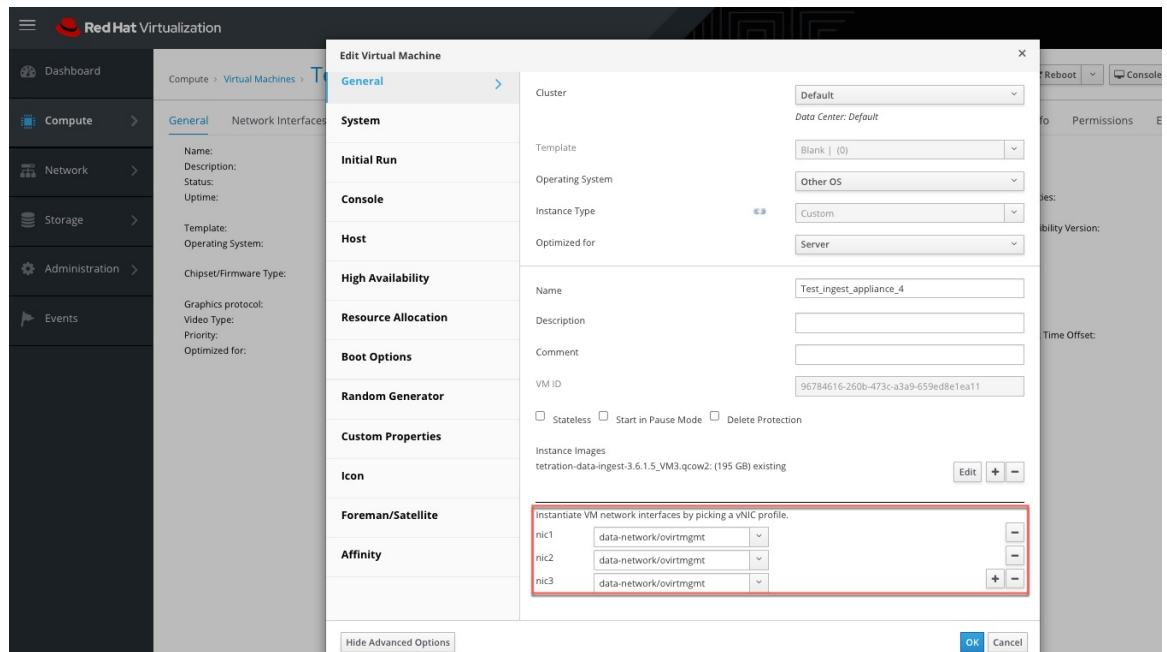 Red Hat Virtualization
Dashboard
Compute
Network
Storage
Administration
Events
Compute > Virtual Machines >
General Network Interfaces
Name:
Description:
Status:
Uptime:
Template:
Operating System:
Chipset/Firmware Type:
Graphics protocol:
Video Type:
Priority:
Optimized for:
Edit Virtual Machine ×
General
System
Initial Run
Console
Host
High Availability
Resource Allocation
Boot Options
Random Generator
Custom Properties
Icon
Foreman/Satellite
Affinity
Cluster Default
Data Center: Default
Template Blank | (0)
Operating System Other OS
Instance Type Custom
Optimized for Server
Name Test_ingest_appliance_4
Description
Comment
VM ID 96784616-260b-473c-a3a9-659ed8e1ea11
Stateless Start in Pause Mode Delete Protection
Instance Images
tetration-data-ingest-3.6.1.5_VM3.qcow2: (195 GB) existing Edit + −
Instantiate VM network interfaces by picking a vNIC profile.
nic1 data-network/ovirtmgmt −
nic2 data-network/ovirtmgmt −
nic3 data-network/ovirtmgmt + −
Hide Advanced Options OK Cancel
Reboot Console
Permissions
Time Offset: